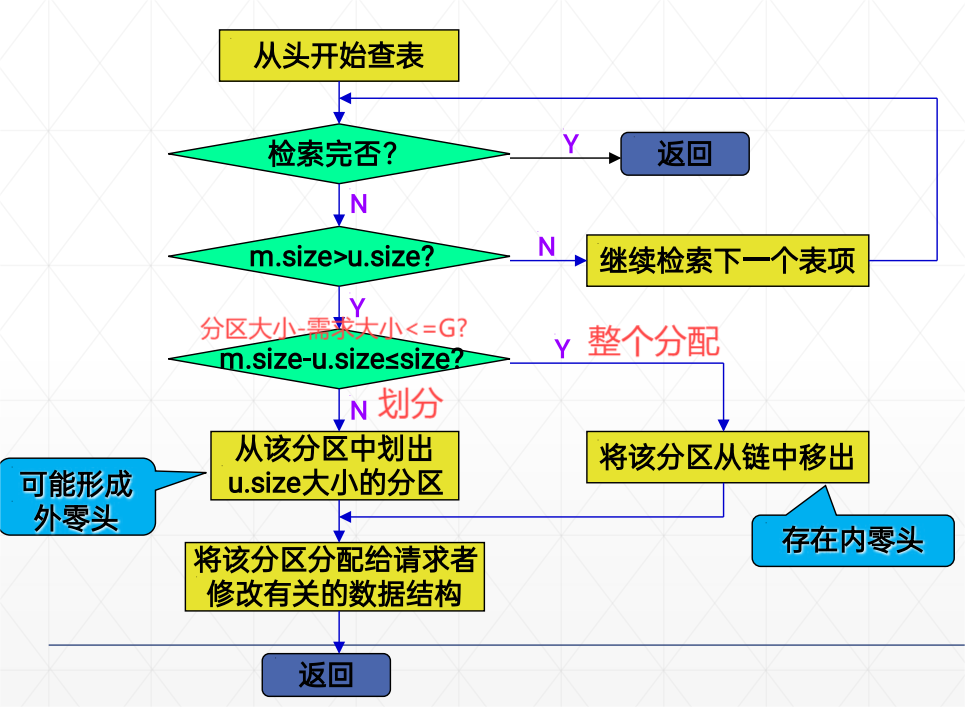 从头开始查表
检索完否?
Y
返回
N
m.size>u.size?
N
继续检索下一个表项
Y
分区大小-需求大小<=G?
m.size-u.size≤size?
Y
整个分配
N
划分
从该分区中划出
u.size大小的分区
将该分区从链中移出
可能形成
外零头
存在内零头
将该分区分配给请求者
修改有关的数据结构
返回